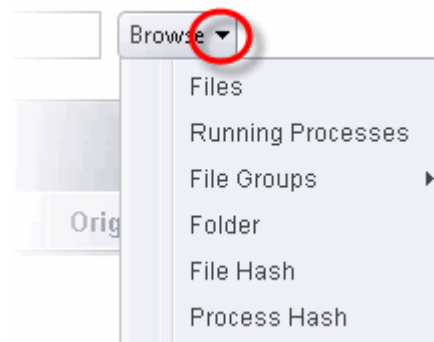 Browse
Files
Running Processes
File Groups
Orig
Folder
File Hash
Process Hash